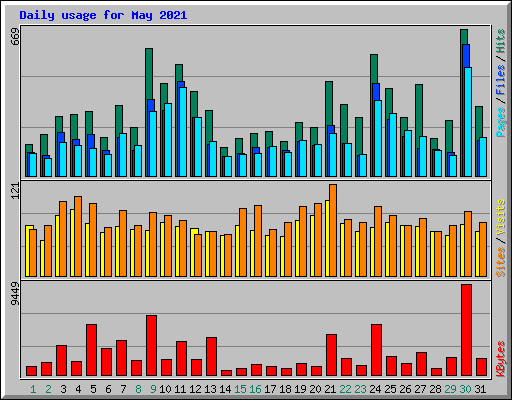 Daily usage for May 2021
669
Pages / Files / Hits
121
Sites / Visits
9449
KBytes
1 2 3 4 5 6 7 8 9 10 11 12 13 14 15 16 17 18 19 20 21 22 23 24 25 26 27 28 29 30 31